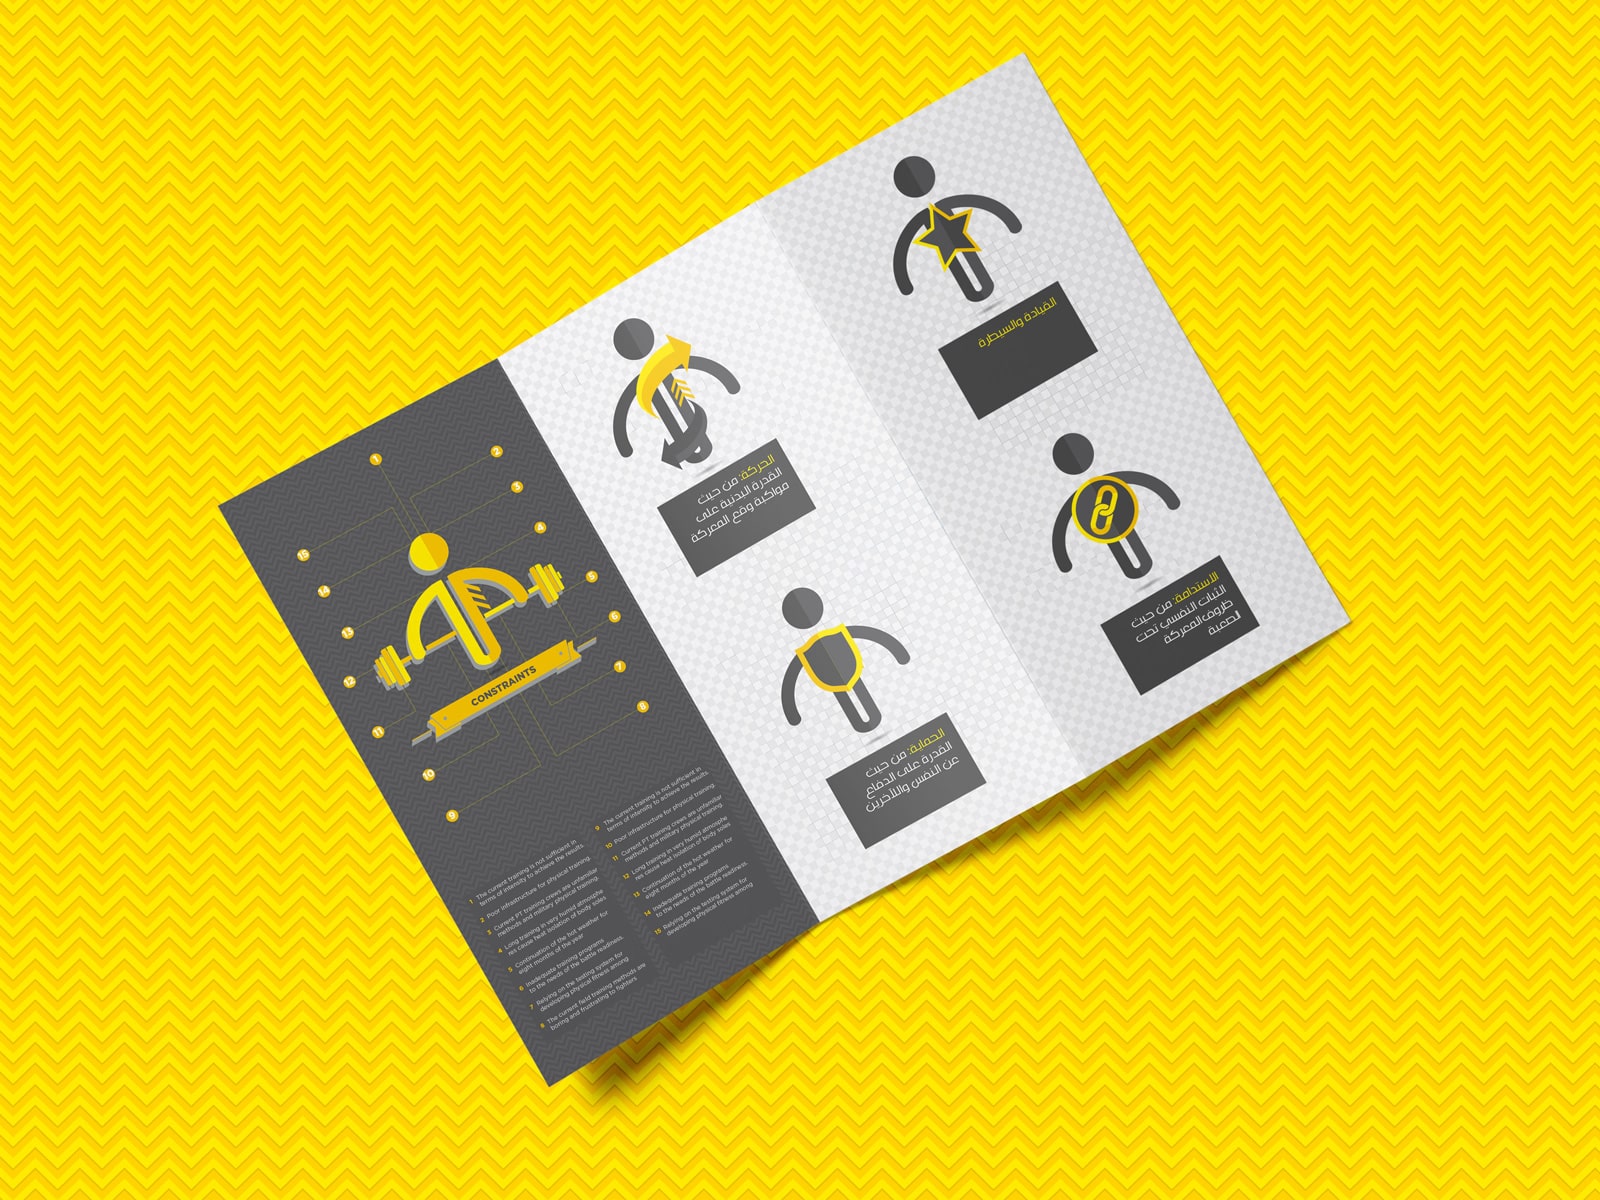 1
2
3
4
5
6
7
8
9
10
11
12
13
14
15
CONSTRAINTS
1 The current training is not sufficient in
terms of intensity to achieve the results
2 Poor infrastructure for physical training
3 Current PT training crews are unfamiliar
methods and military physical training.
4 Long training in very humid atmosphe
res cause heat isolation of body soles
5 Continuation of the hot weather for
eight months of the year
6 Inadequate training programs
to the needs of the battle readiness.
7 Relying on the testing system for
developing physical fitness among
8 The current field training methods are
boring and frustrating to fighters
9 The current training is not sufficient in
terms of intensity to achieve the results
10 Poor infrastructure for physical training
11 Current PT training crews are unfamiliar
methods and military physical training.
12 Long training in very humid atmosphe
res cause heat isolation of body soles
13 Continuation of the hot weather for
eight months of the year
14 Inadequate training programs
to the needs of the battle readiness.
15 Relying on the testing system for
developing physical fitness among
الحركة: من حيث
القدرة البدنية على
مواكبة وقع المعركة
الحماية: من حيث
القدرة على الدفاع
عن النفس والآخرين
القيادة والسيطرة
الاستدامة: من حيث
الثبات النفسي تحت
ظروف المعركة
الصعبة